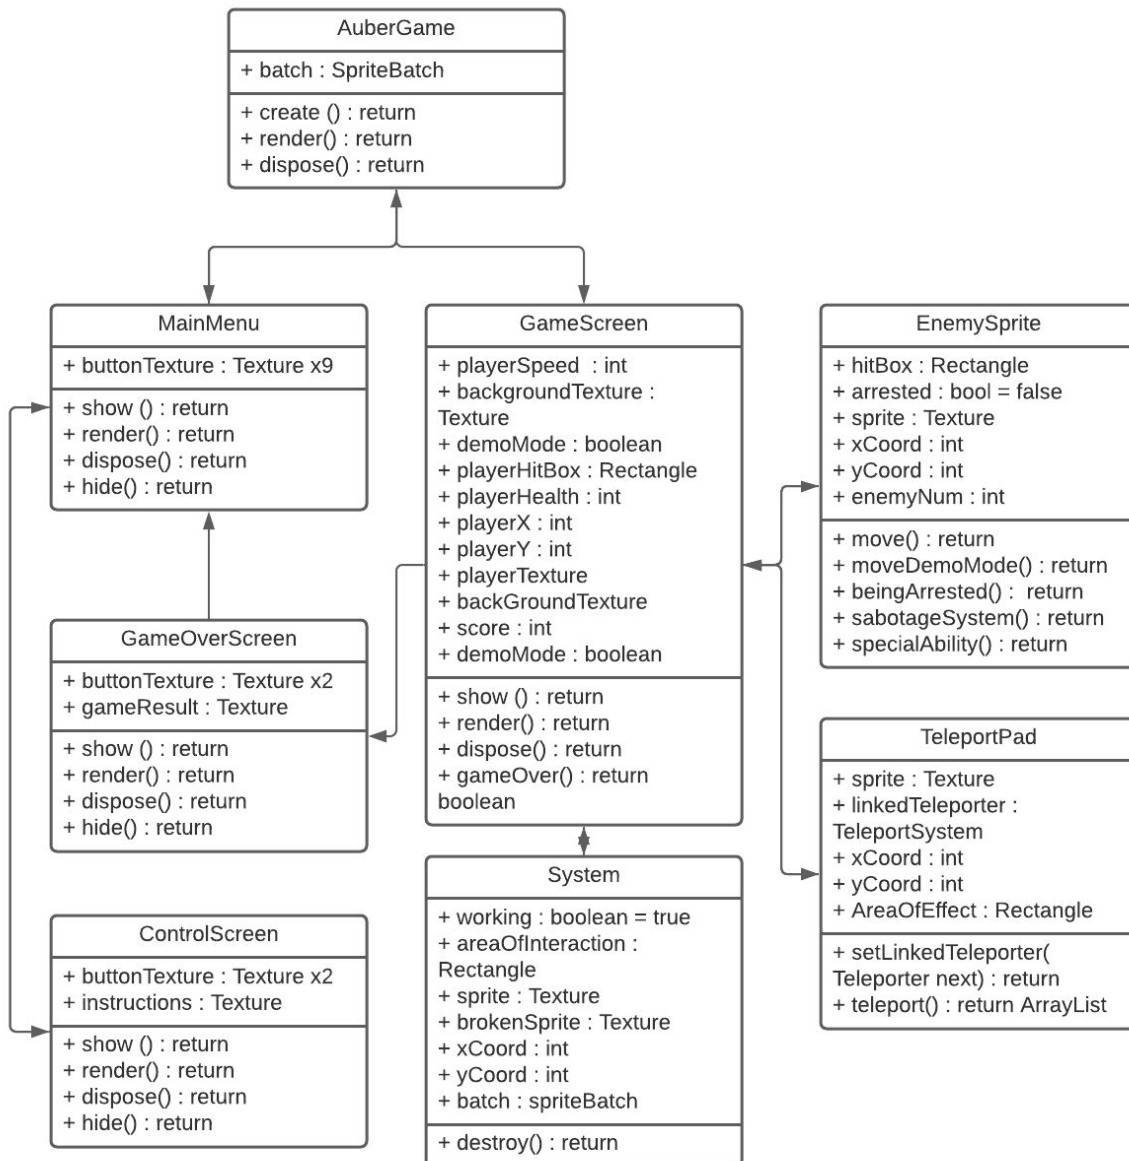 AuberGame
+ batch : SpriteBatch
+ create () : return
+ render() : return
+ dispose() : return
MainMenu
+ buttonTexture : Texture x9
+ show () : return
+ render() : return
+ dispose() : return
+ hide() : return
GameScreen
+ playerSpeed  : int
+ backgroundTexture :
Texture
+ demoMode : boolean
+ playerHitBox : Rectangle
+ playerHealth : int
+ playerX : int
+ playerY : int
+ playerTexture
+ backGroundTexture
+ score : int
+ demoMode : boolean
+ show () : return
+ render() : return
+ dispose() : return
+ gameOver() : return
boolean
EnemySprite
+ hitBox : Rectangle
+ arrested : bool = false
+ sprite : Texture
+ xCoord : int
+ yCoord : int
+ enemyNum : int
+ move() : return
+ moveDemoMode() : return
+ beingArrested() :  return
+ sabotageSystem() : return
+ specialAbility() : return
GameOverScreen
+ buttonTexture : Texture x2
+ gameResult : Texture
+ show () : return
+ render() : return
+ dispose() : return
+ hide() : return
TeleportPad
+ sprite : Texture
+ linkedTeleporter :
TeleportSystem
+ xCoord : int
+ yCoord : int
+ AreaOfEffect : Rectangle
+ setLinkedTeleporter(
Teleporter next) : return
+ teleport() : return ArrayList
System
+ working : boolean = true
+ areaOfInteraction :
Rectangle
+ sprite : Texture
+ brokenSprite : Texture
+ xCoord : int
+ yCoord : int
+ batch : spriteBatch
+ destroy() : return
ControlScreen
+ buttonTexture : Texture x2
+ instructions : Texture
+ show () : return
+ render() : return
+ dispose() : return
+ hide() : return